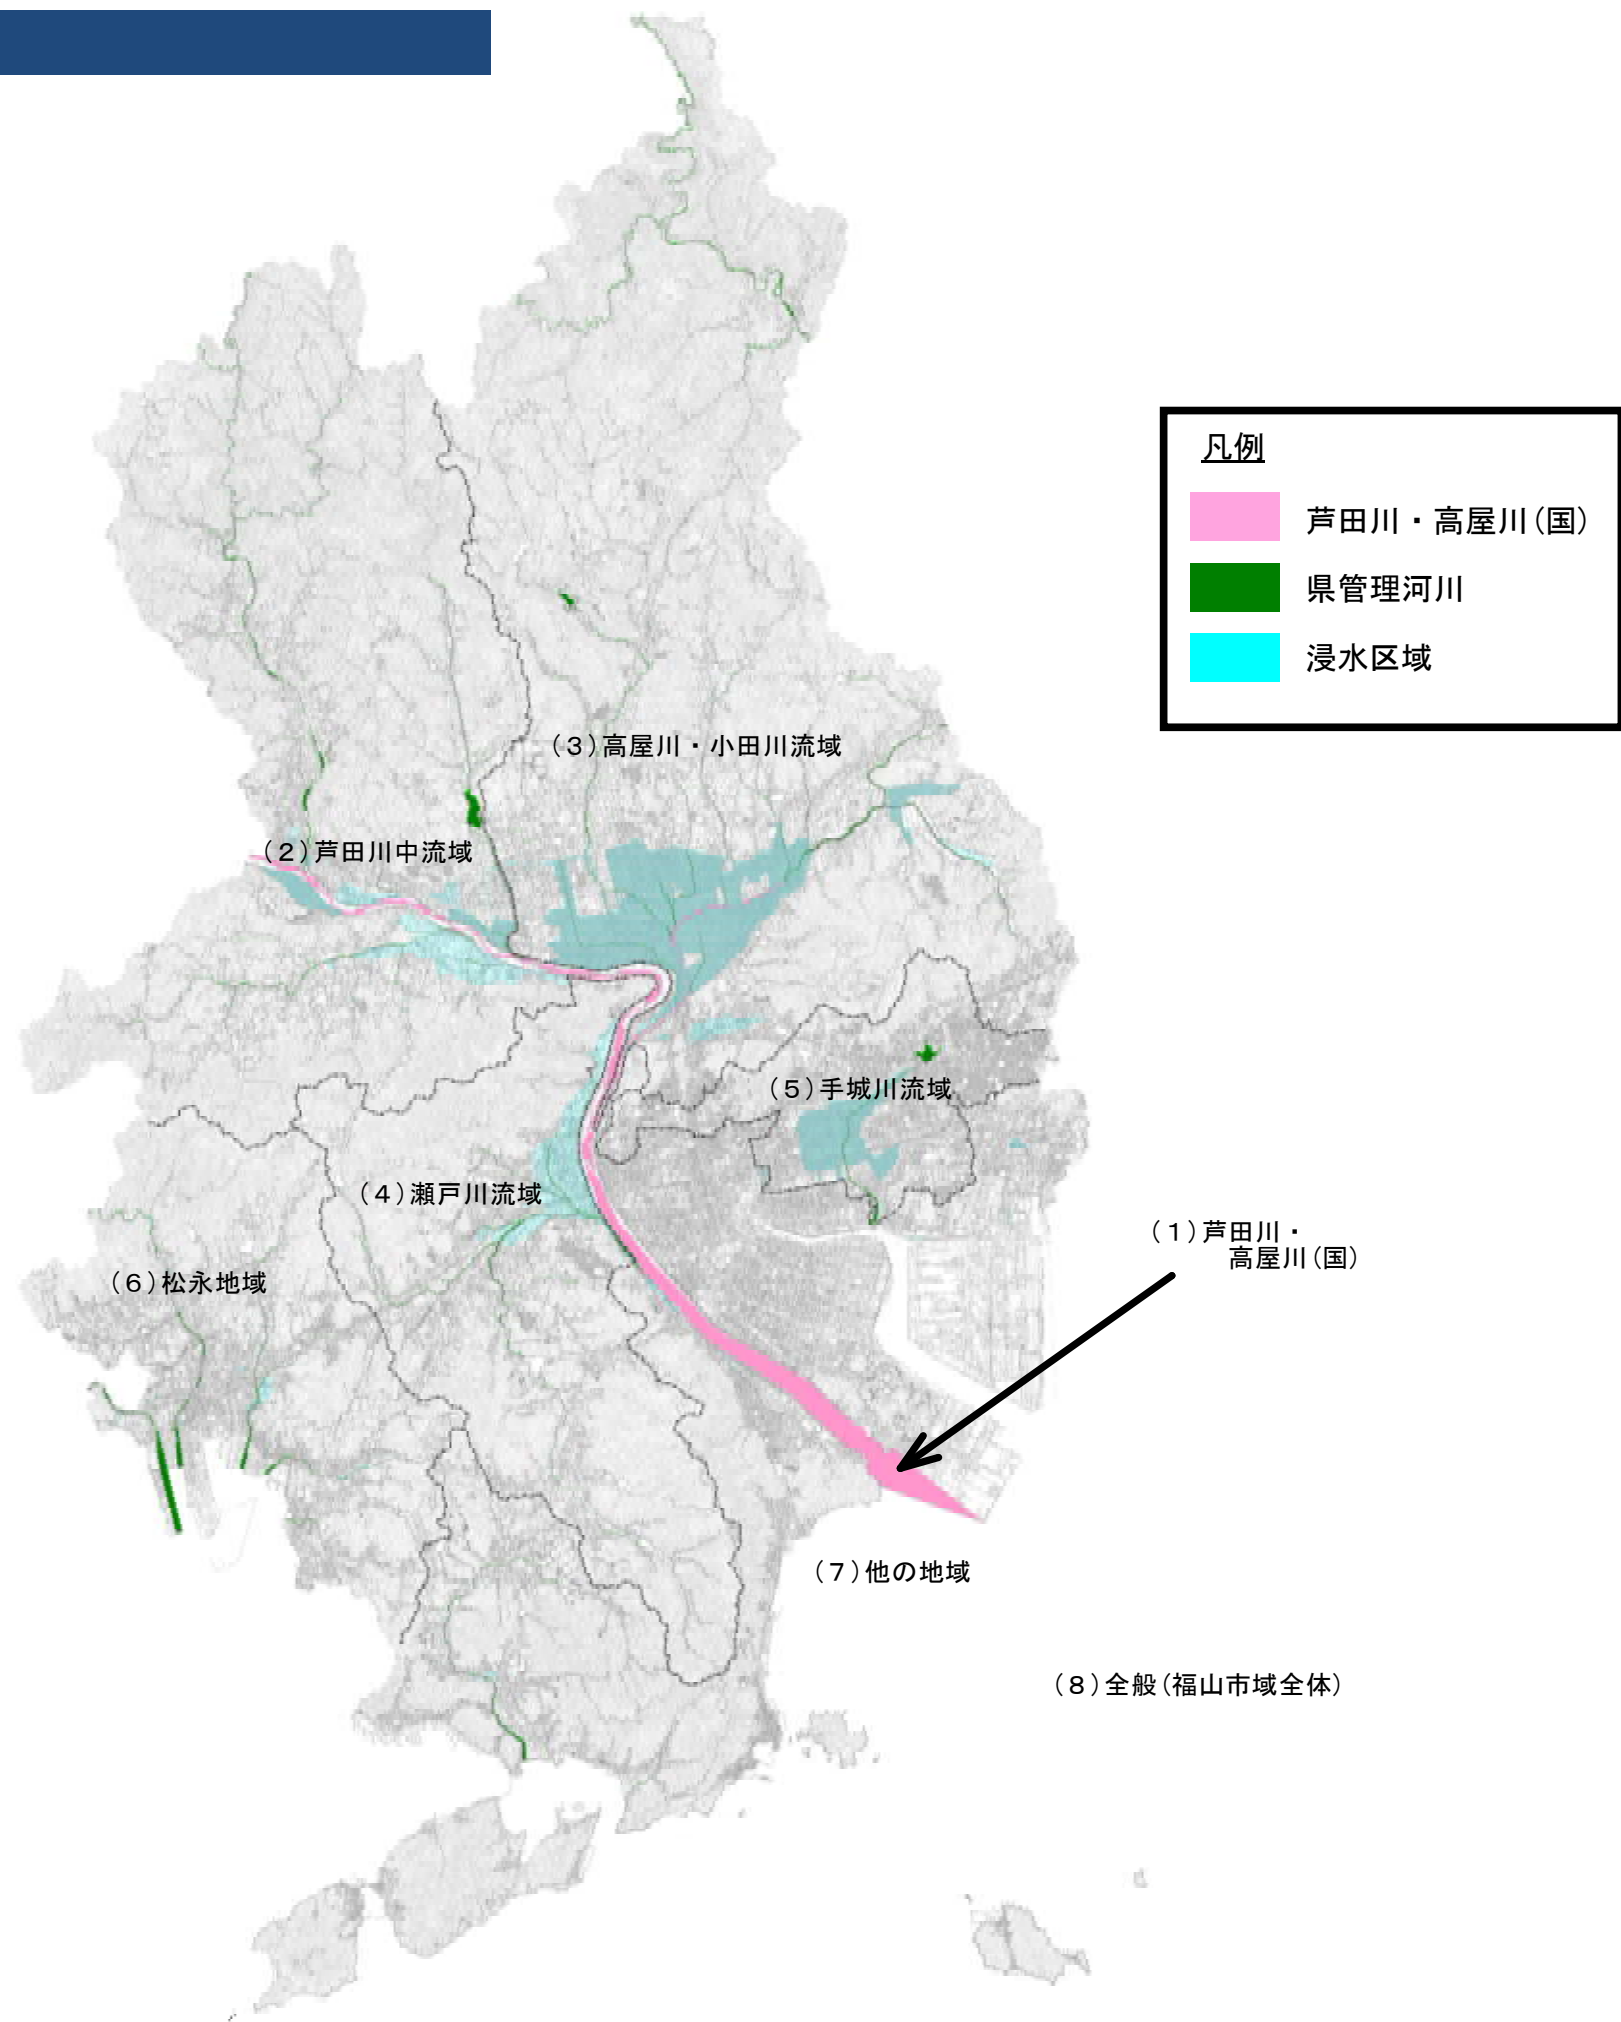 凡例
芦田川・高屋川(国)
県管理河川
浸水区域
(3)高屋川・小田川流域
(2)芦田川中流域
(5)手城川流域
(4)瀬戸川流域
(1)芦田川・
高屋川(国)
(6)松永地域
(7)他の地域
(8)全般(福山市域全体)